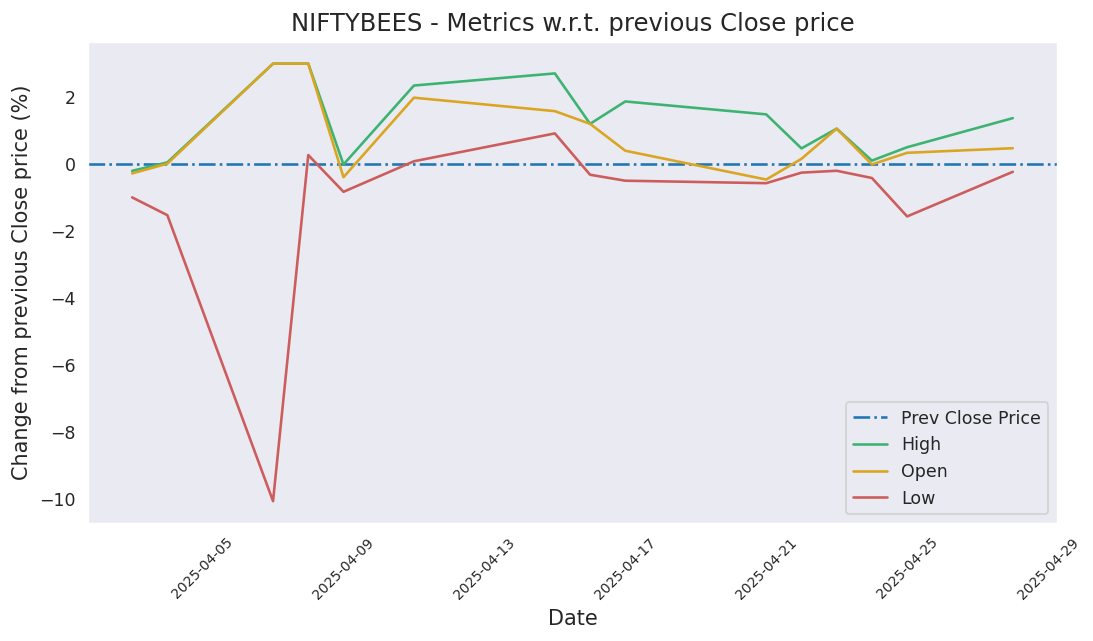 NIFTYBEES - Metrics w.r.t. previous Close price
Change from previous Close price (%)
2
0
−2
−4
−6
−8
−10
Prev Close Price
High
Open
Low
2025-04-05
2025-04-09
2025-04-13
2025-04-17
2025-04-21
2025-04-25
2025-04-29
Date